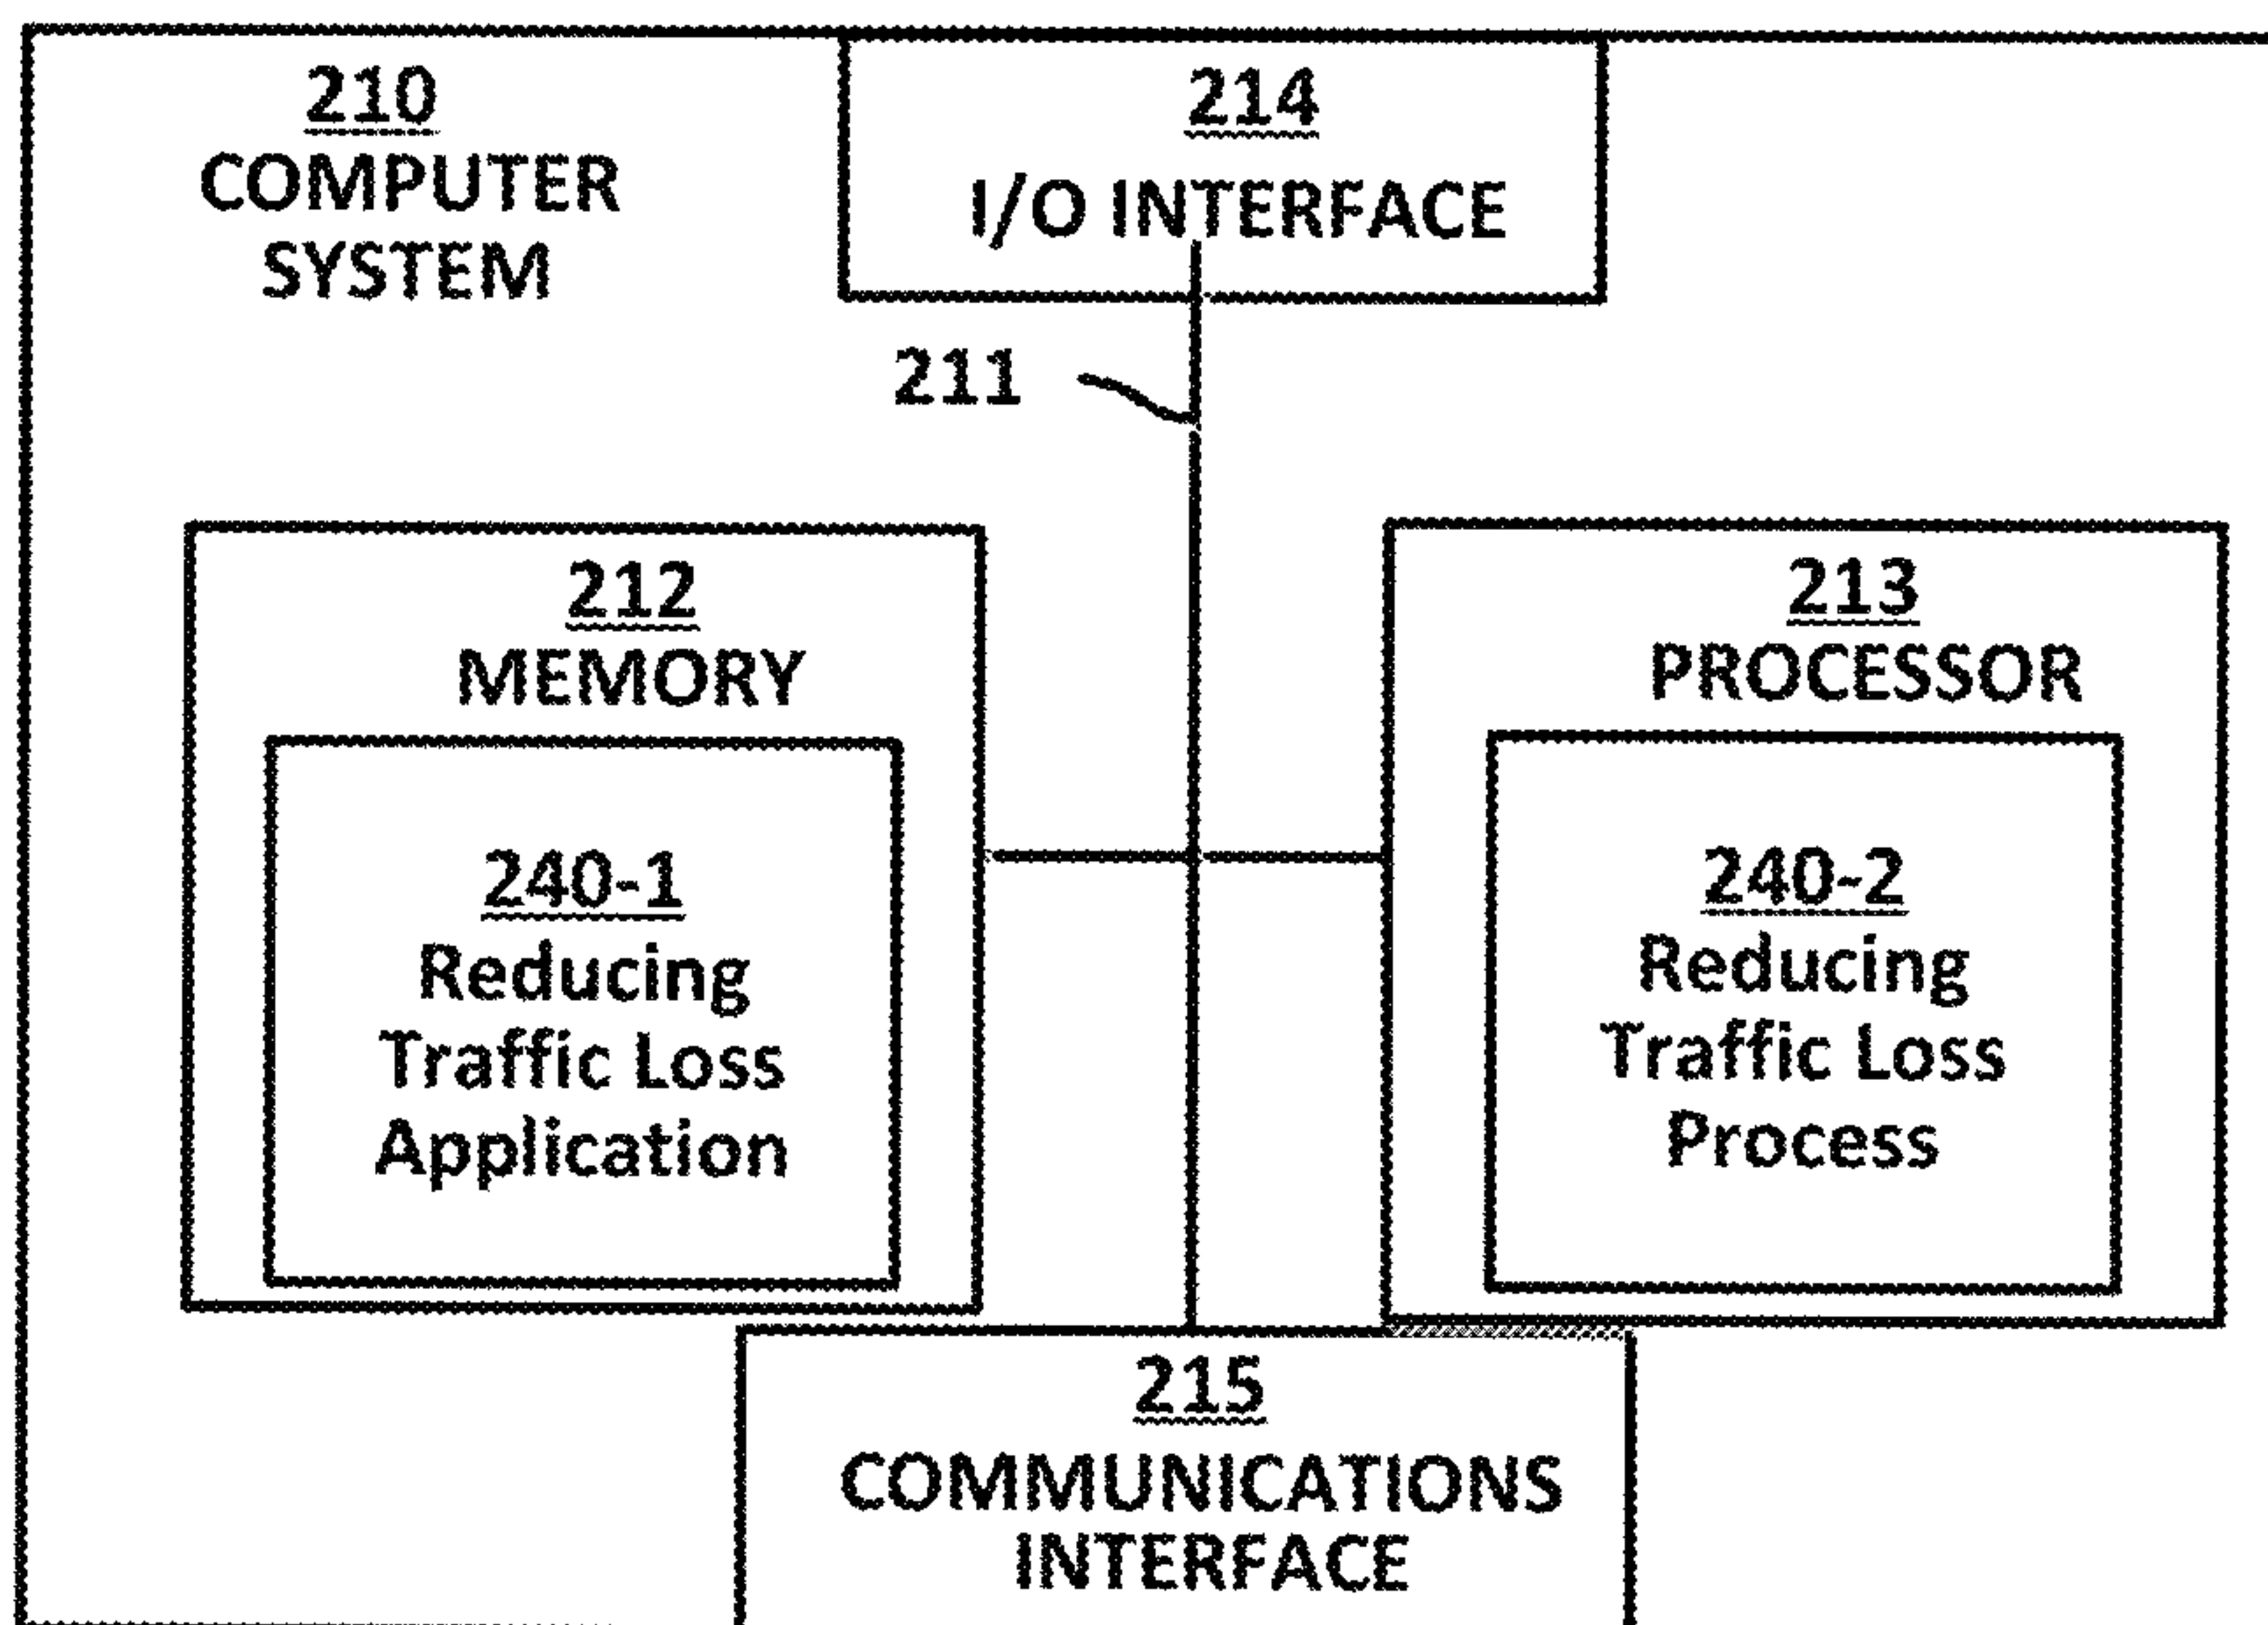 210
COMPUTER
SYSTEM
214
I/O INTERFACE
211
212
MEMORY
240-1
Reducing
Traffic Loss
Application
213
PROCESSOR
240-2
Reducing
Traffic Loss
Process
215
COMMUNICATIONS
INTERFACE